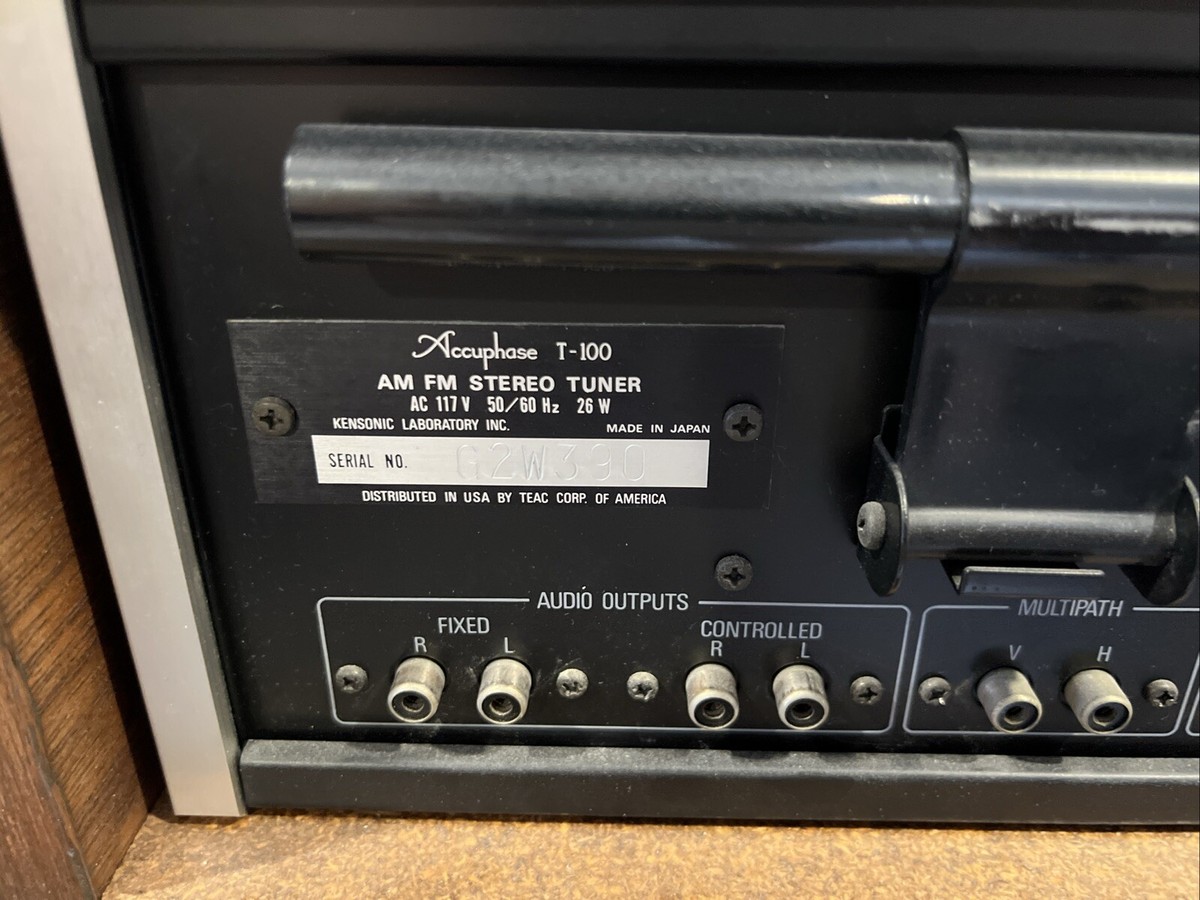 Accuphase T-100
AM FM STEREO TUNER
AC 117V 50/60 Hz 26 W
KENSONIC LABORATORY INC. MADE IN JAPAN
SERIAL NO. G2W390
DISTRIBUTED IN USA BY TEAC CORP. OF AMERICA
AUDIO OUTPUTS MULTIPATH
FIXED CONTROLLED
R L R L V H